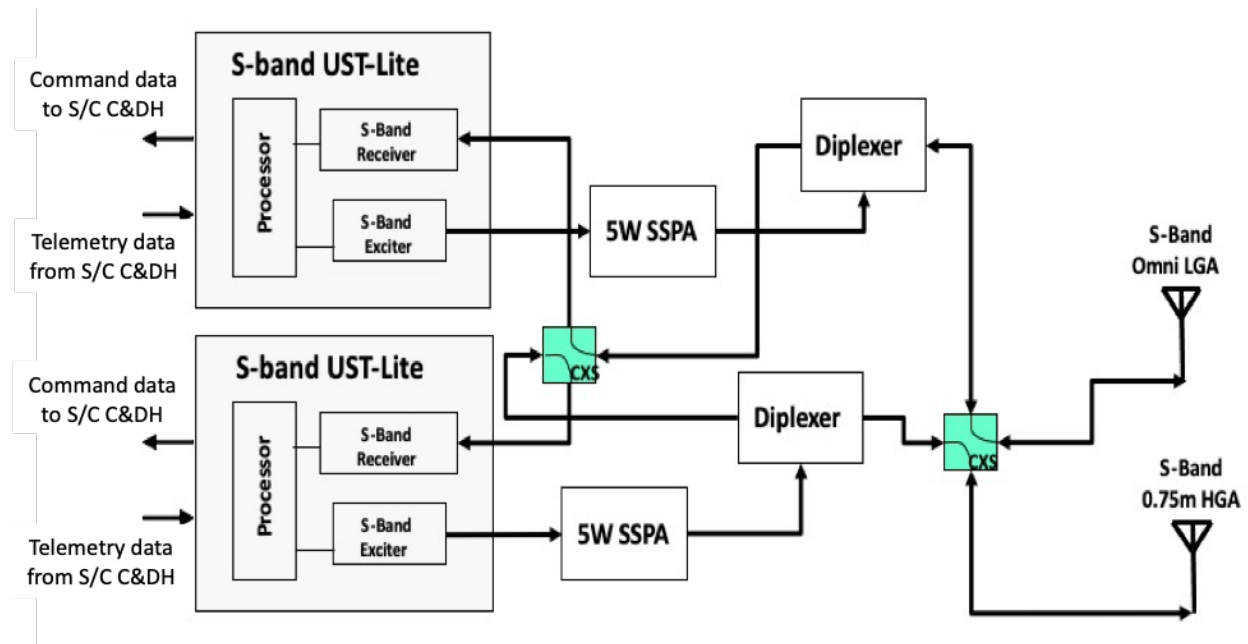 S-band UST-Lite
Command data
to S/C C&DH
Processor
S-Band
Receiver
Telemetry data
from S/C C&DH
S-Band
Exciter
5W SSPA
Diplexer
S-Band
Omni LGA
CXS
S-band UST-Lite
Command data
to S/C C&DH
Processor
S-Band
Receiver
Diplexer
CXS
S-Band
0.75m HGA
Telemetry data
from S/C C&DH
S-Band
Exciter
5W SSPA